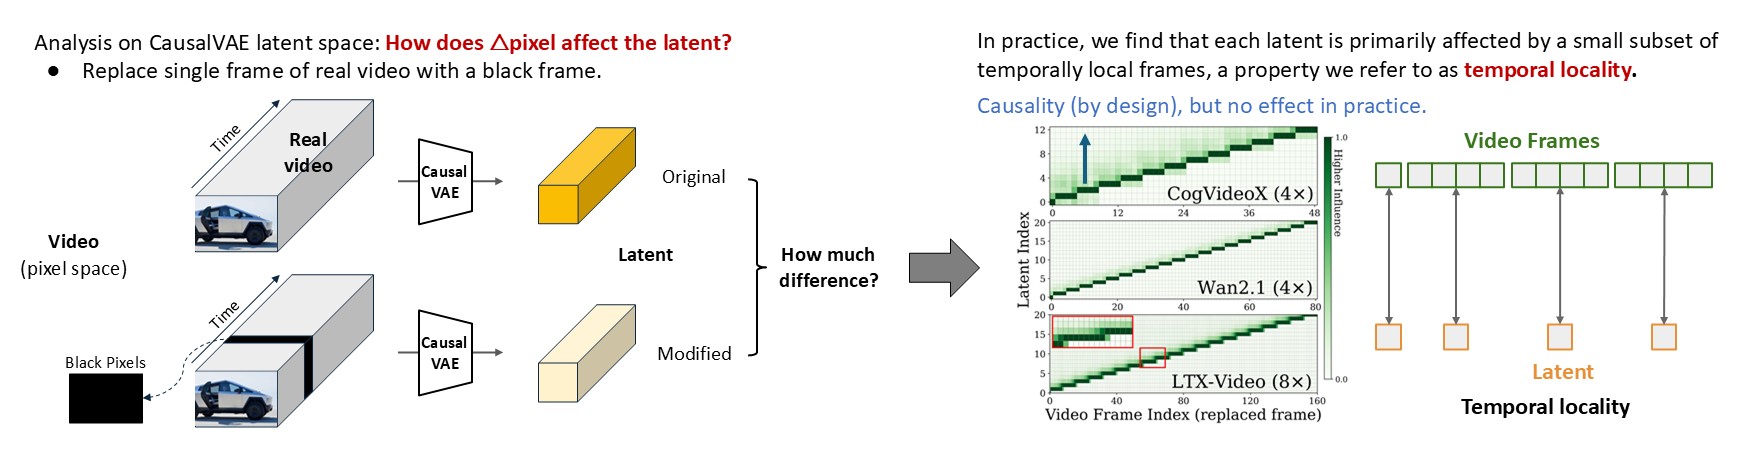 Analysis on CausalVAE latent space: How does △pixel affect the latent?
● Replace single frame of real video with a black frame.
Time
Real
video
Causal
VAE
Original
Video
(pixel space)
Latent
How much
difference?
Time
Black Pixels
Causal
VAE
Modified
In practice, we find that each latent is primarily affected by a small subset of
temporally local frames, a property we refer to as temporal locality.
Causality (by design), but no effect in practice.
12
8
4
0
CogVideoX (4×)
0 12 24 36 48
Latent Index
20
15
10
5
0
Wan2.1 (4×)
0 20 40 60 80
20
15
10
5
0
LTX-Video (8×)
0 40 80 120 160
Video Frame Index (replaced frame)
1.0
Higher Influence
0.0
Video Frames
Latent
Temporal locality